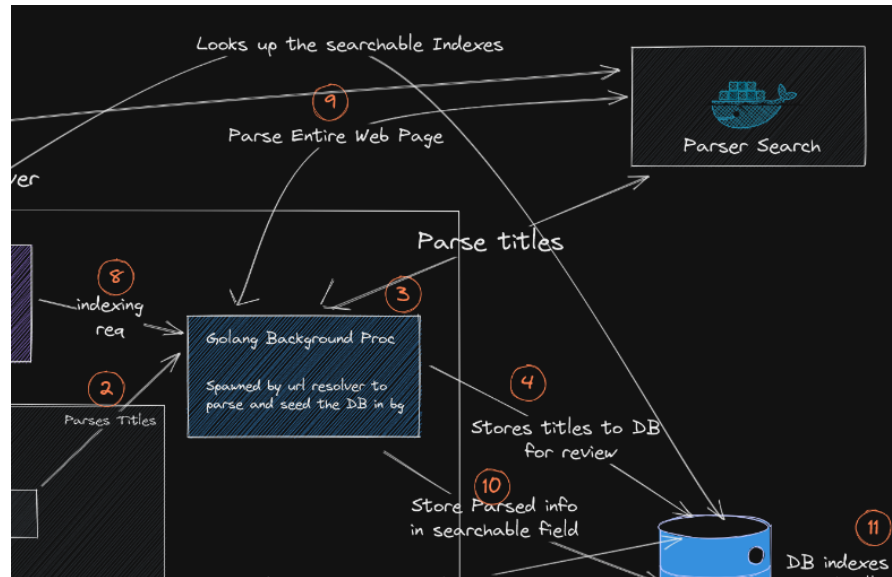 Looks up the searchable Indexes
9
Parse Entire Web Page
Parser Search
ver
Parse titles
8
indexing
req
3
Golang Background Proc
Spawned by url resolver to
parse and seed the DB in bg
2
Parses Titles
4
Stores titles to DB
for review
10
Store Parsed info
in searchable field
11
DB indexes